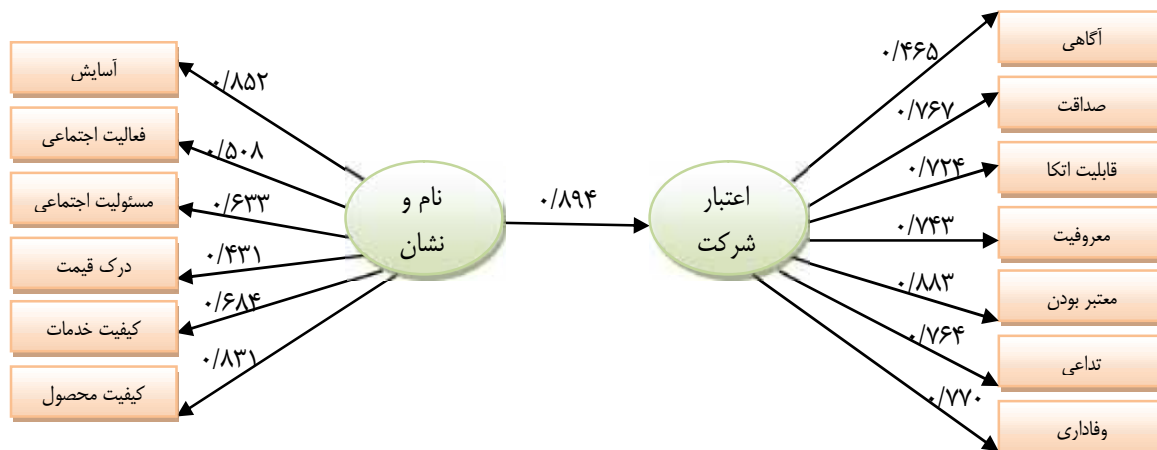 آگاهی
صداقت
قابلیت اتکا
معروفیت
معتبر بودن
تداعی
وفاداری
۰/۴۶۵
۰/۷۶۷
۰/۷۲۴
۰/۷۴۳
۰/۸۸۳
۰/۷۶۴
۰/۷۷۰
اعتبار
شرکت
۰/۸۹۴
نام و
نشان
۰/۸۵۲
۰/۵۰۸
۰/۶۳۳
۰/۴۳۱
۰/۶۸۴
۰/۸۳۱
آسایش
فعالیت اجتماعی
مسئولیت اجتماعی
درک قیمت
کیفیت خدمات
کیفیت محصول